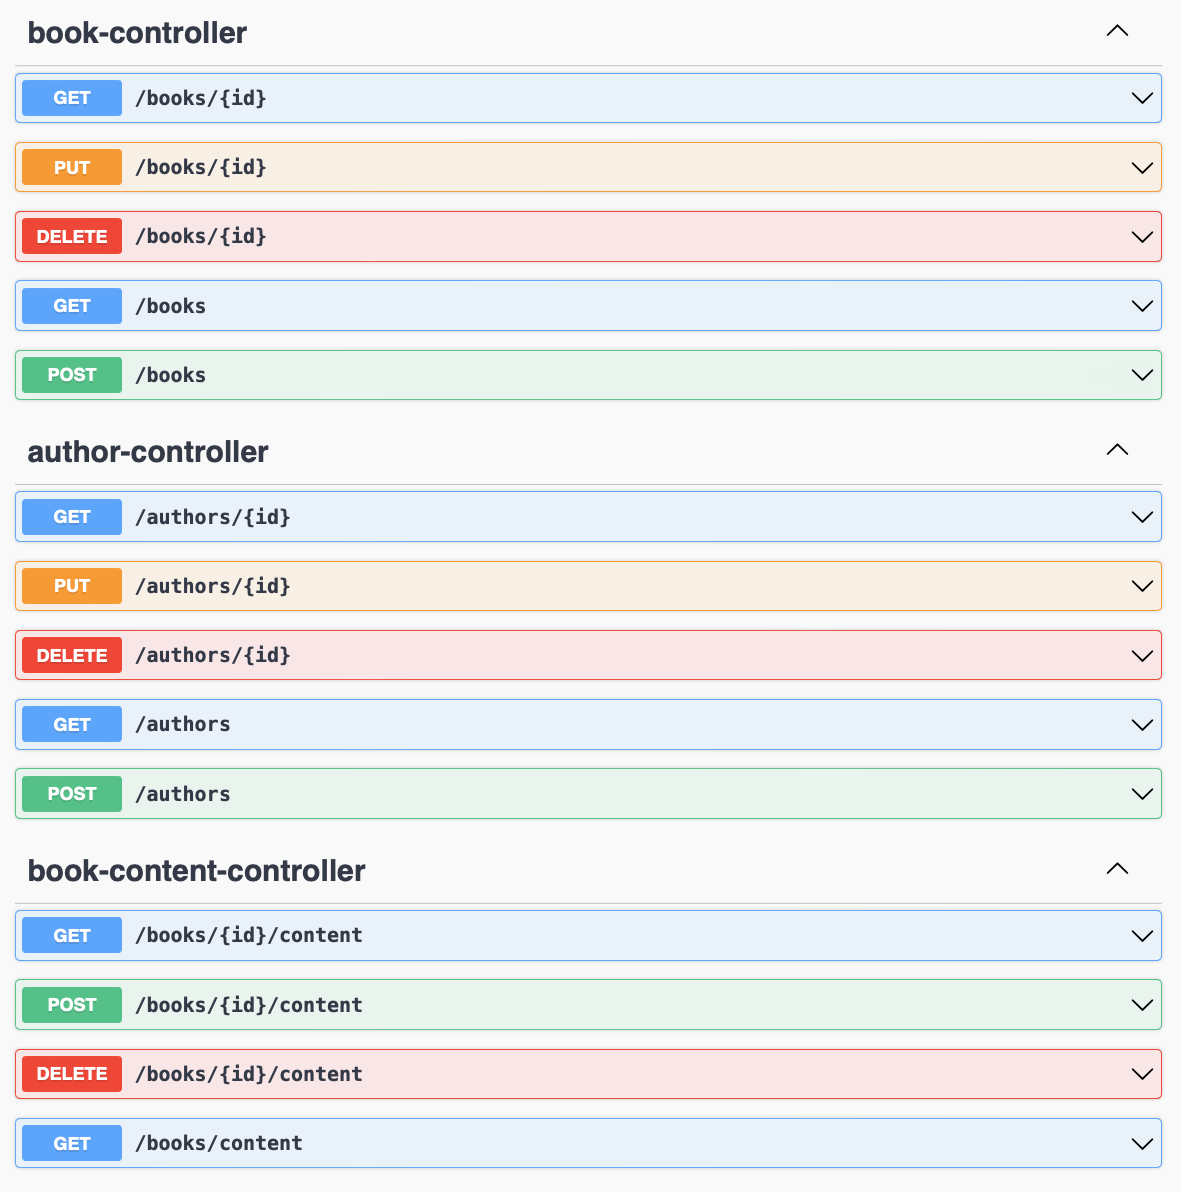 book-controller
GET /books/{id}
PUT /books/{id}
DELETE /books/{id}
GET /books
POST /books
author-controller
GET /authors/{id}
PUT /authors/{id}
DELETE /authors/{id}
GET /authors
POST /authors
book-content-controller
GET /books/{id}/content
POST /books/{id}/content
DELETE /books/{id}/content
GET /books/content